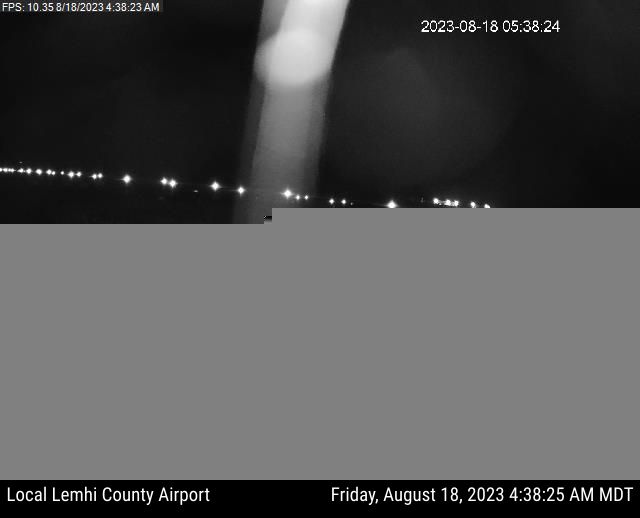 FPS: 10.35 8/18/2023 4:38:23 AM
2023-08-18 05:38:24
Local Lemhi County Airport
Friday, August 18, 2023 4:38:25 AM MDT